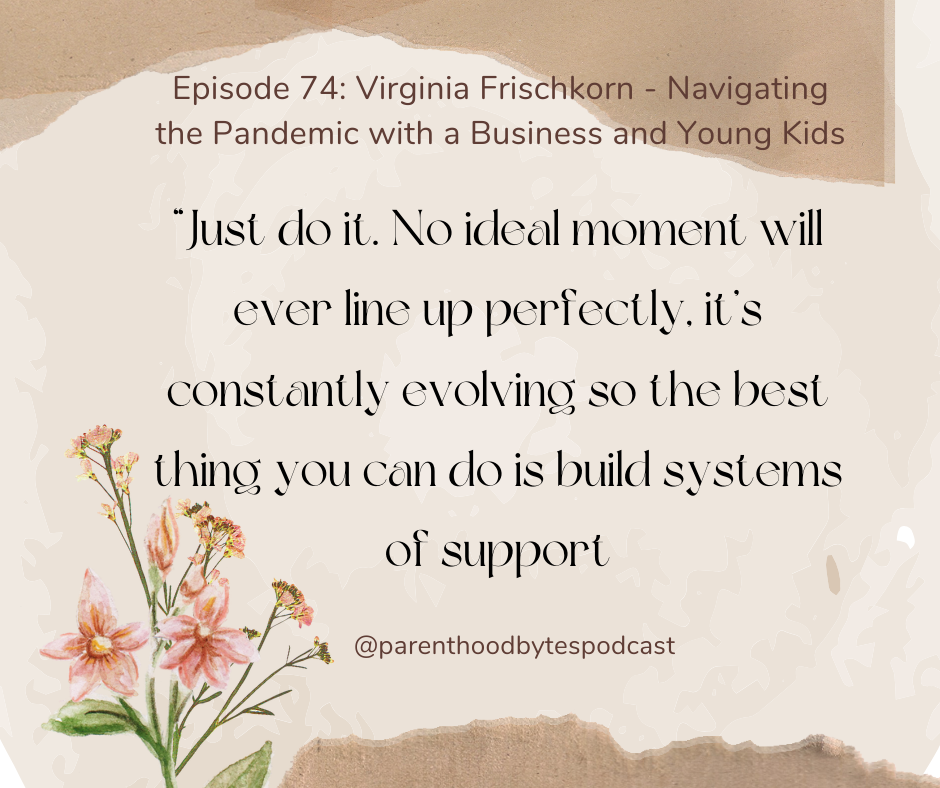 Episode 74: Virginia Frischkorn - Navigating
the Pandemic with a Business and Young Kids
“Just do it. No ideal moment will
ever line up perfectly, it’s
constantly evolving so the best
thing you can do is build systems
of support
@parenthoodbytespodcast